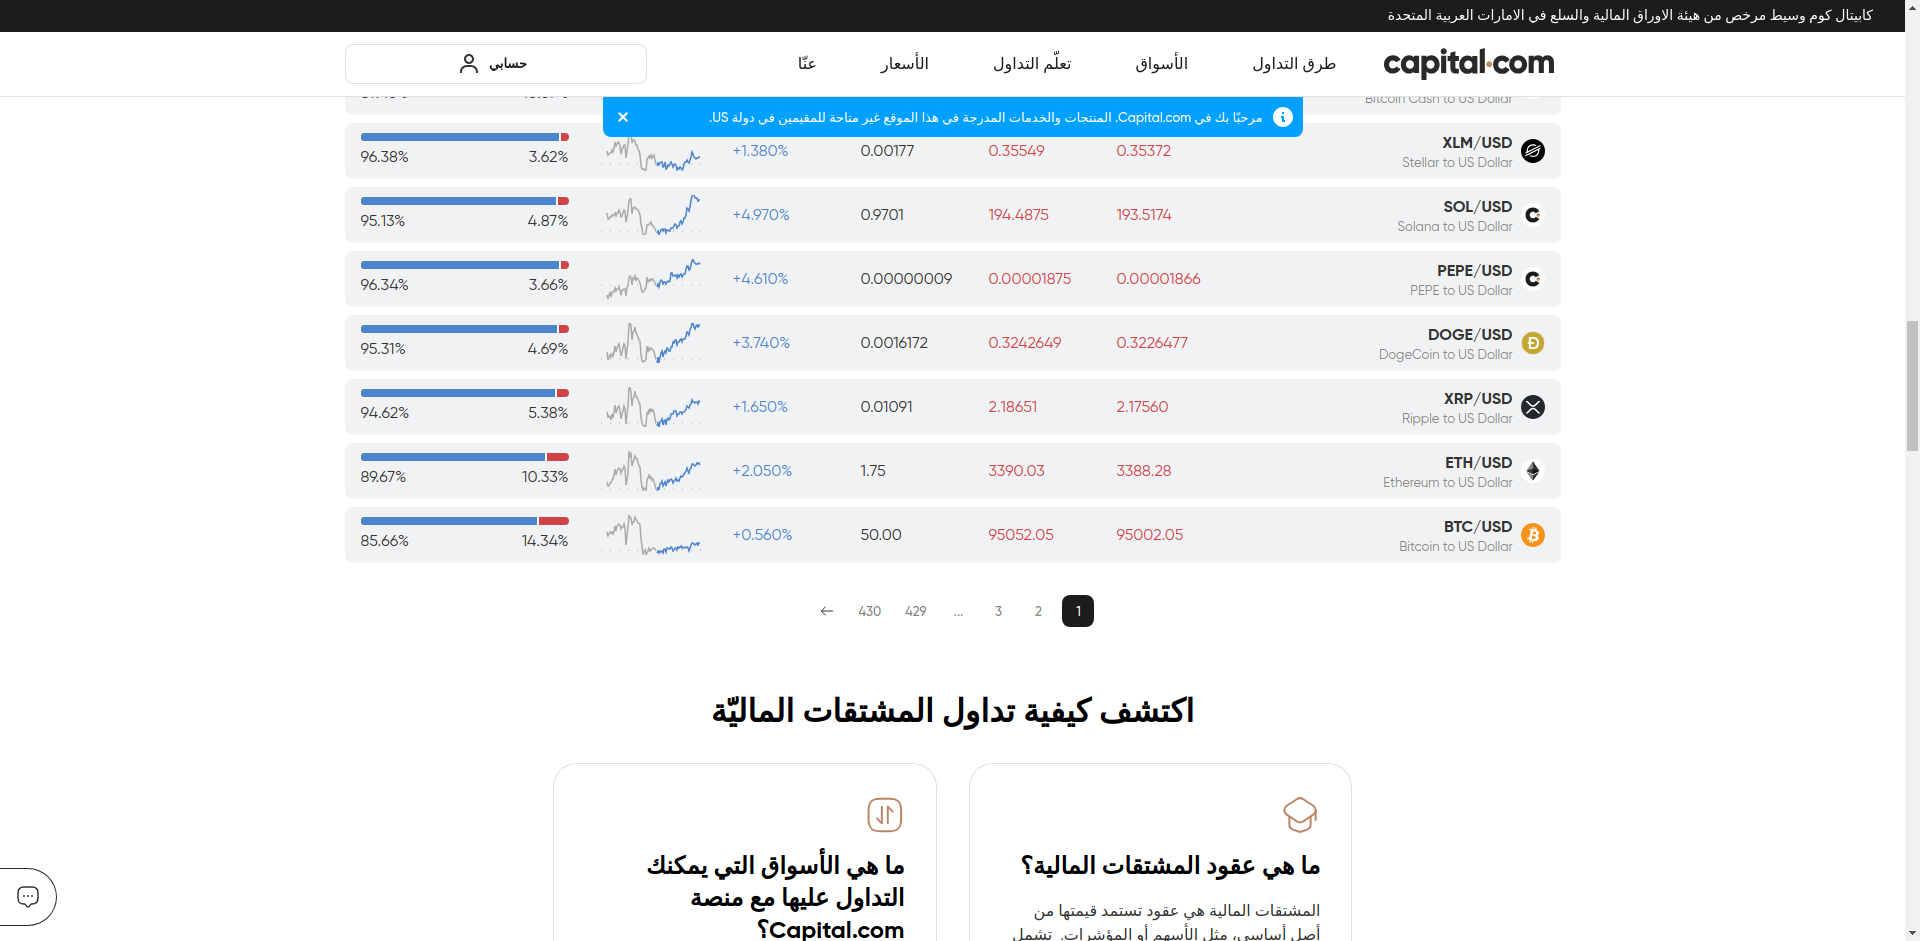 كابيتال كوم وسيط مرخص من هيئة الاوراق المالية والسلع في الامارات العربية المتحدة
capital.com
طرق التداول
الأسواق
تعلّم التداول
الأسعار
عنّا
حسابي
Bitcoin Cash to US Dollar
مرحبًا بك في Capital.com. المنتجات والخدمات المدرجة في هذا الموقع غير متاحة للمقيمين في دولة US.
XLM/USD
Stellar to US Dollar
0.35372 0.35549 0.00177 +1.380% 3.62% 96.38%
SOL/USD
Solana to US Dollar
193.5174 194.4875 0.9701 +4.970% 4.87% 95.13%
PEPE/USD
PEPE to US Dollar
0.00001866 0.00001875 0.00000009 +4.610% 3.66% 96.34%
DOGE/USD
DogeCoin to US Dollar
0.3226477 0.3242649 0.0016172 +3.740% 4.69% 95.31%
XRP/USD
Ripple to US Dollar
2.17560 2.18651 0.01091 +1.650% 5.38% 94.62%
ETH/USD
Ethereum to US Dollar
3388.28 3390.03 1.75 +2.050% 10.33% 89.67%
BTC/USD
Bitcoin to US Dollar
95002.05 95052.05 50.00 +0.560% 14.34% 85.66%
1 2 3 ... 429 430
اكتشف كيفية تداول المشتقات الماليّة
ما هي عقود المشتقات المالية؟
المشتقات المالية هي عقود تستمد قيمتها من
أصل أساسي، مثل الأسهم أو المؤشرات. تشمل
ما هي الأسواق التي يمكنك
التداول عليها مع منصة
Capital.com؟